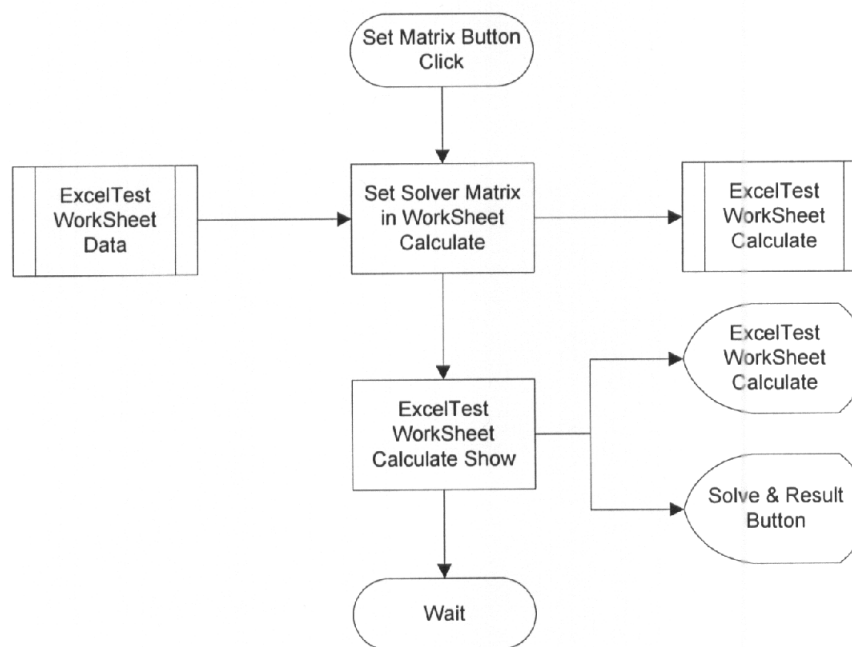 Set Matrix Button
Click
ExcelTest
WorkSheet
Data
Set Solver Matrix
in WorkSheet
Calculate
ExcelTest
WorkSheet
Calculate
ExcelTest
WorkSheet
Calculate
ExcelTest
WorkSheet
Calculate Show
Solve & Result
Button
Wait